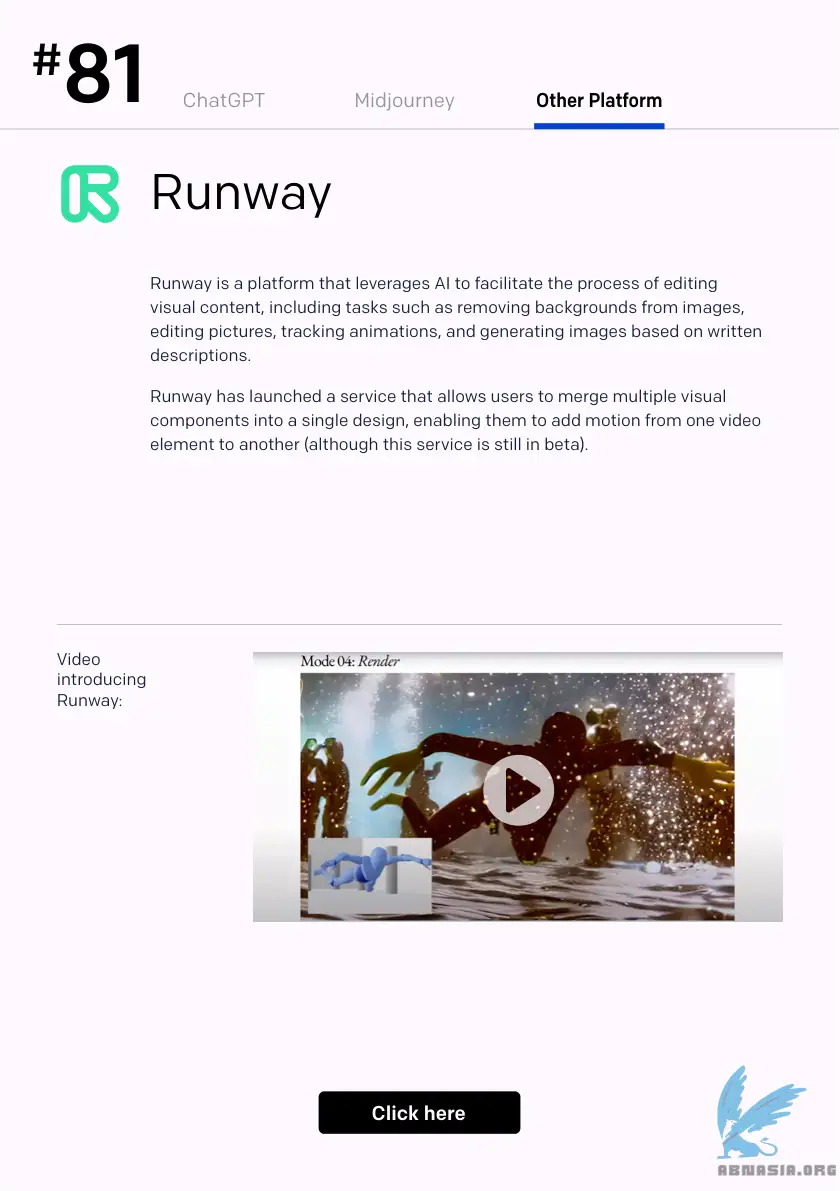 #81
ChatGPT
Midjourney
Other Platform
Runway
Runway is a platform that leverages AI to facilitate the process of editing
visual content, including tasks such as removing backgrounds from images,
editing pictures, tracking animations, and generating images based on written
descriptions.
Runway has launched a service that allows users to merge multiple visual
components into a single design, enabling them to add motion from one video
element to another (although this service is still in beta).
Video
introducing
Runway:
Mode 04: Render
Click here
ABNASIA.ORG